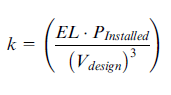 k = ( EL · P_Installed / (V_design)^3 )